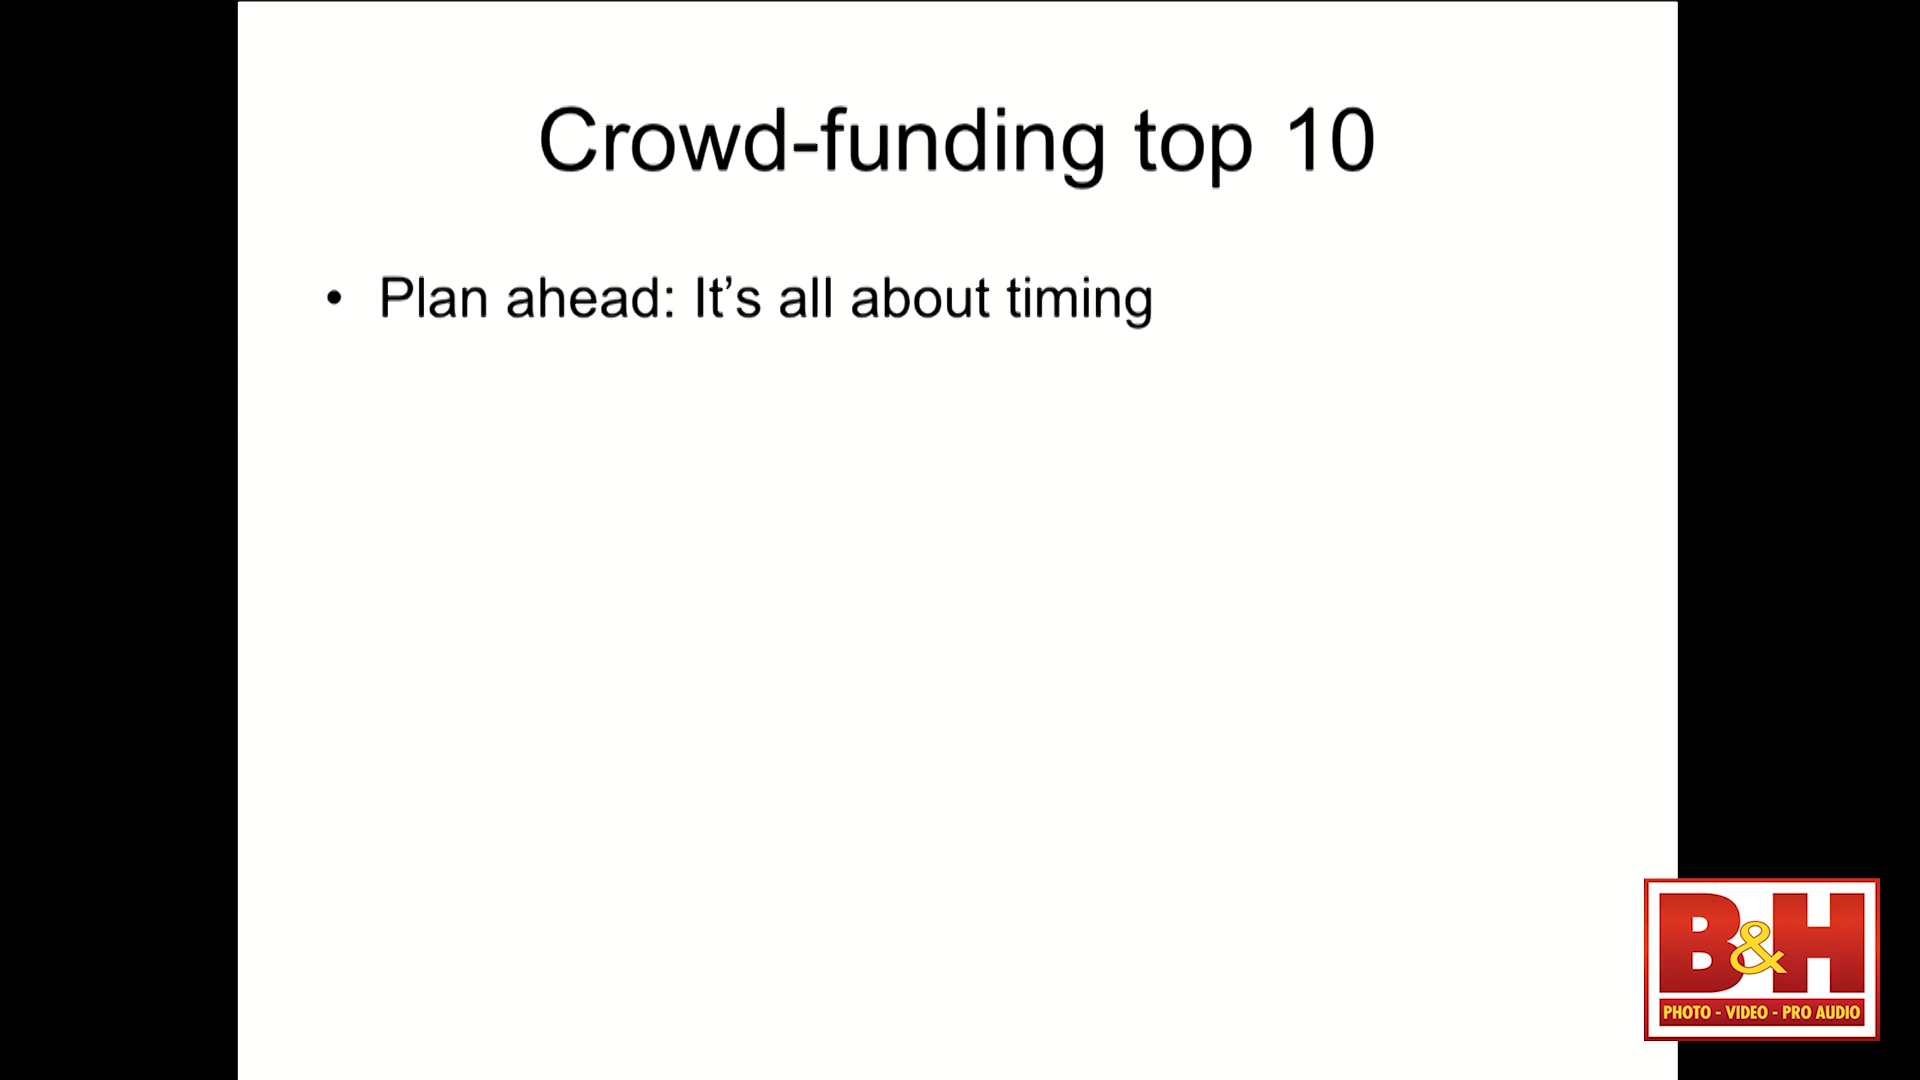 Crowd-funding top 10
• Plan ahead: It’s all about timing
B&H
PHOTO - VIDEO - PRO AUDIO